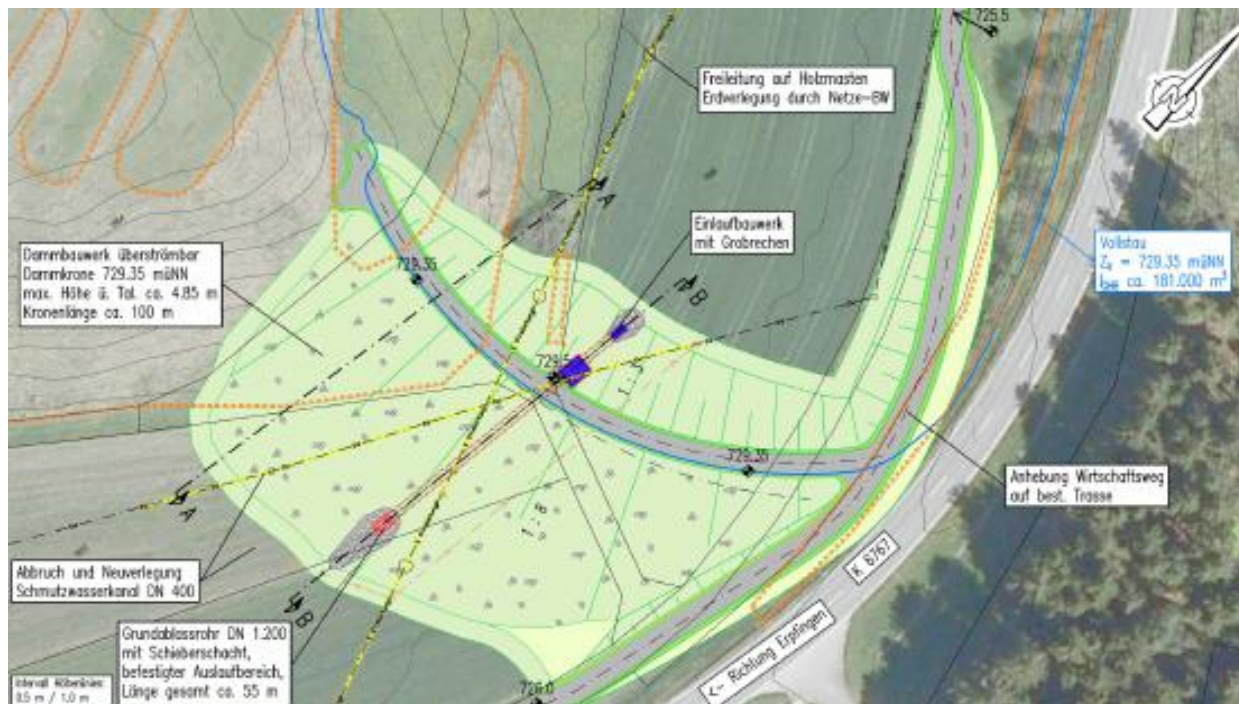 725.5
Freileitung auf Holzmasten
Erdverlegung durch Netze-BW
A
Einlaufbauwerk
mit Grobrechen
Dammbauwerk überströmbar
Dammkrone 729.35 müNN
max. Höhe ü. Tal. ca. 4.85 m
Kronenlänge ca. 100 m
729.35
Vollstau
= 729.35 müNN
ca. 181.000 m³
B
1:3
729.35
Anhebung Wirtschaftsweg
auf best. Trasse
A
1:8
K 6767
Abbruch und Neuverlegung
Schmutzwasserkanal DN 400
B
Grundablassrohr DN 1.200
mit Schieberschacht,
befestigter Auslaufbereich,
Länge gesamt ca. 55 m
<-- Richtung Erpfingen
Intervall Höhenlinien:
0.5 m / 1.0 m
726.0